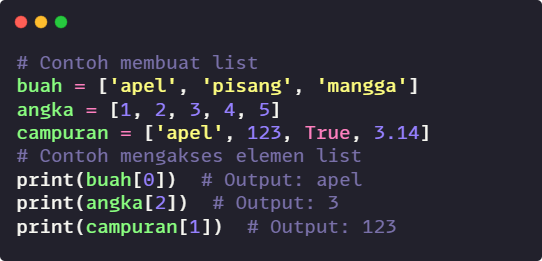 # Contoh membuat list
buah = ['apel', 'pisang', 'mangga']
angka = [1, 2, 3, 4, 5]
campuran = ['apel', 123, True, 3.14]
# Contoh mengakses elemen list
print(buah[0])  # Output: apel
print(angka[2])  # Output: 3
print(campuran[1])  # Output: 123